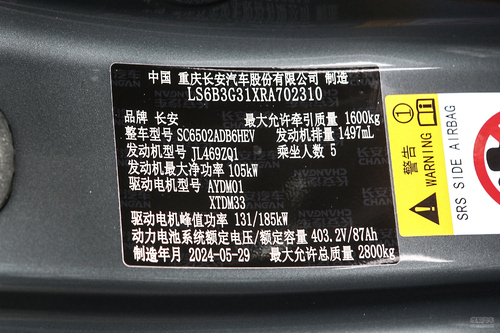 中国 重庆长安汽车股份有限公司 制造
LS6B3G31XRA702310
品牌 长安 最大允许牵引质量 1600kg
整车型号 SC6502ADB6HEV 发动机排量 1497mL
发动机型号 JL469ZQ1 乘坐人数 5
发动机最大净功率 105kW
驱动电机型号 AYDM01
XTDM33
驱动电机峰值功率 131/185kW
动力电池系统额定电压/额定容量 403.2V/87Ah
制造年月 2024-05-29 最大允许总质量 2800kg
警告
WARNING
SRS SIDE AIRBAG